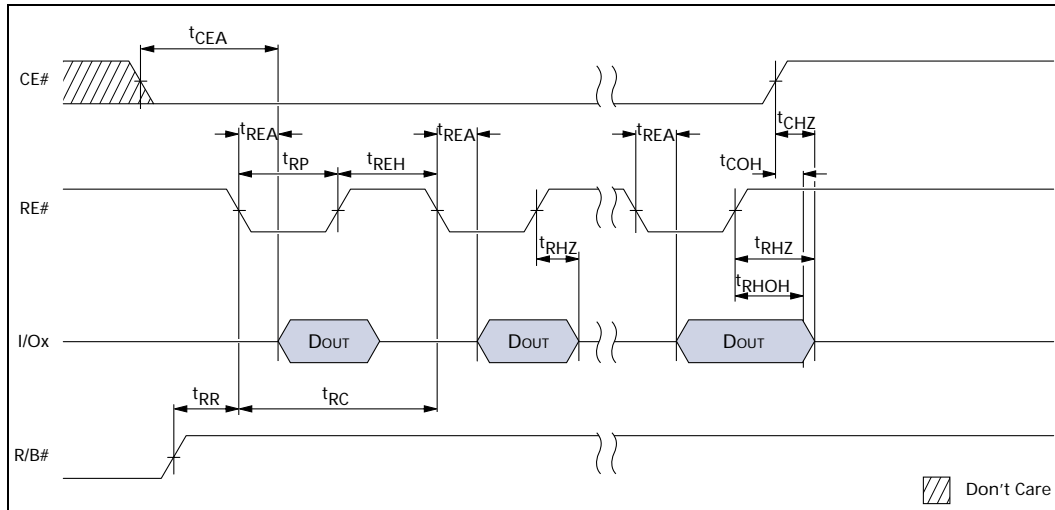 tCEA
CE#
tREA
tREA
tREA
tCHZ
tRP
tREH
tCOH
RE#
tRHZ
tRHZ
tRHOH
I/Ox
DOUT
DOUT
DOUT
tRR
tRC
R/B#
Don't Care